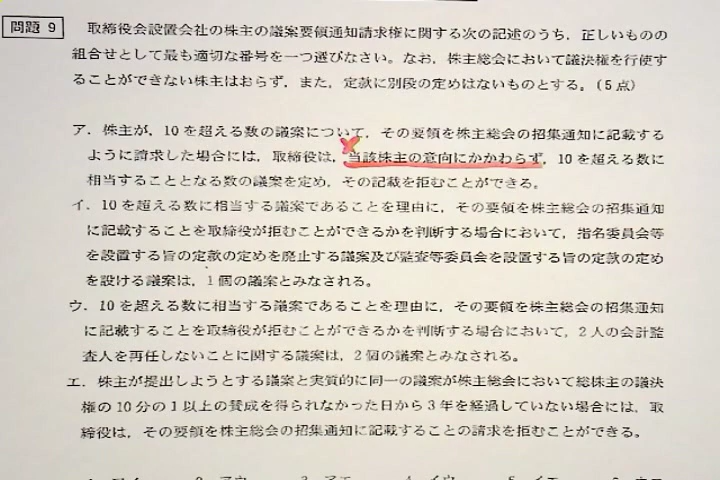 問題 9 取締役会設置会社の株主の議案要領通知請求権に関する次の記述のうち，正しいものの
組合せとして最も適切な番号を一つ選びなさい。なお，株主総会において議決権を行使す
ることができない株主はおらず，また，定款に別段の定めはないものとする。（5点）
ア．株主が，10を超える数の議案について，その要領を株主総会の招集通知に記載する
ように請求した場合には，取締役は，当該株主の意向にかかわらず，10を超える数に
相当することとなる数の議案を定め，その記載を拒むことができる。
イ．10を超える数に相当する議案であることを理由に，その要領を株主総会の招集通知
に記載することを取締役が拒むことができるかを判断する場合において，指名委員会等
を設置する旨の定款の定めを廃止する議案及び監査等委員会を設置する旨の定款の定め
を設ける議案は，1個の議案とみなされる。
ウ．10を超える数に相当する議案であることを理由に，その要領を株主総会の招集通知
に記載することを取締役が拒むことができるかを判断する場合において，2人の会計監
査人を再任しないことに関する議案は，2個の議案とみなされる。
エ．株主が提出しようとする議案と実質的に同一の議案が株主総会において総株主の議決
権の10分の1以上の賛成を得られなかった日から3年を経過していない場合には，取
締役は，その要領を株主総会の招集通知に記載することの請求を拒むことができる。